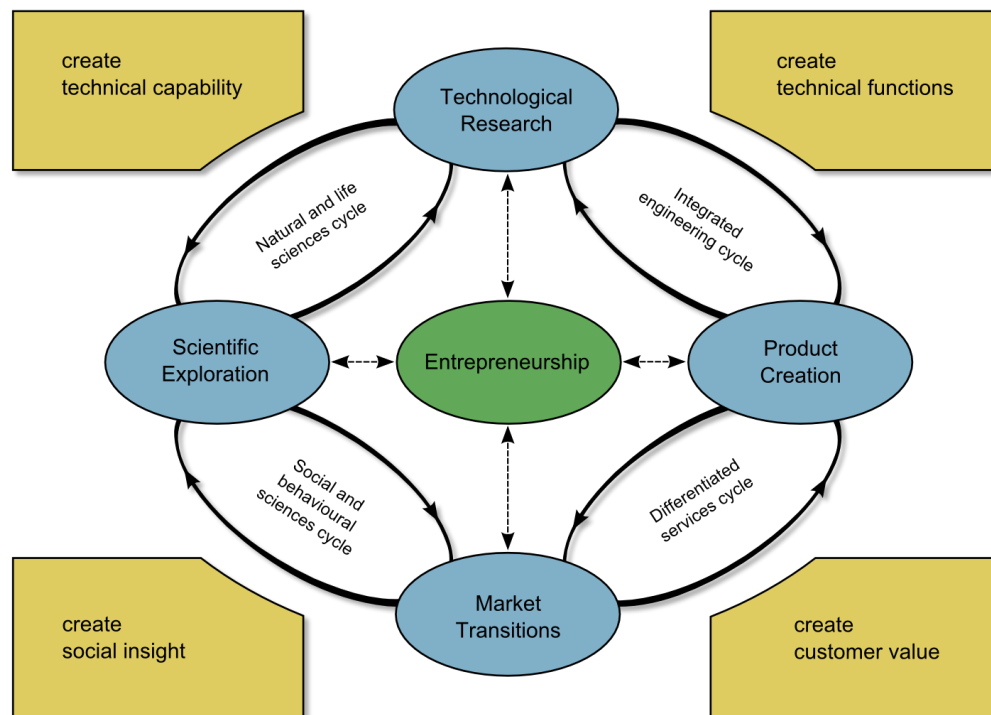 create
technical capability
Technological
Research
create
technical functions
Natural and life
sciences cycle
Integrated
engineering cycle
Scientific
Exploration
Entrepreneurship
Product
Creation
Social and
behavioural
sciences cycle
Differentiated
services cycle
create
social insight
Market
Transitions
create
customer value